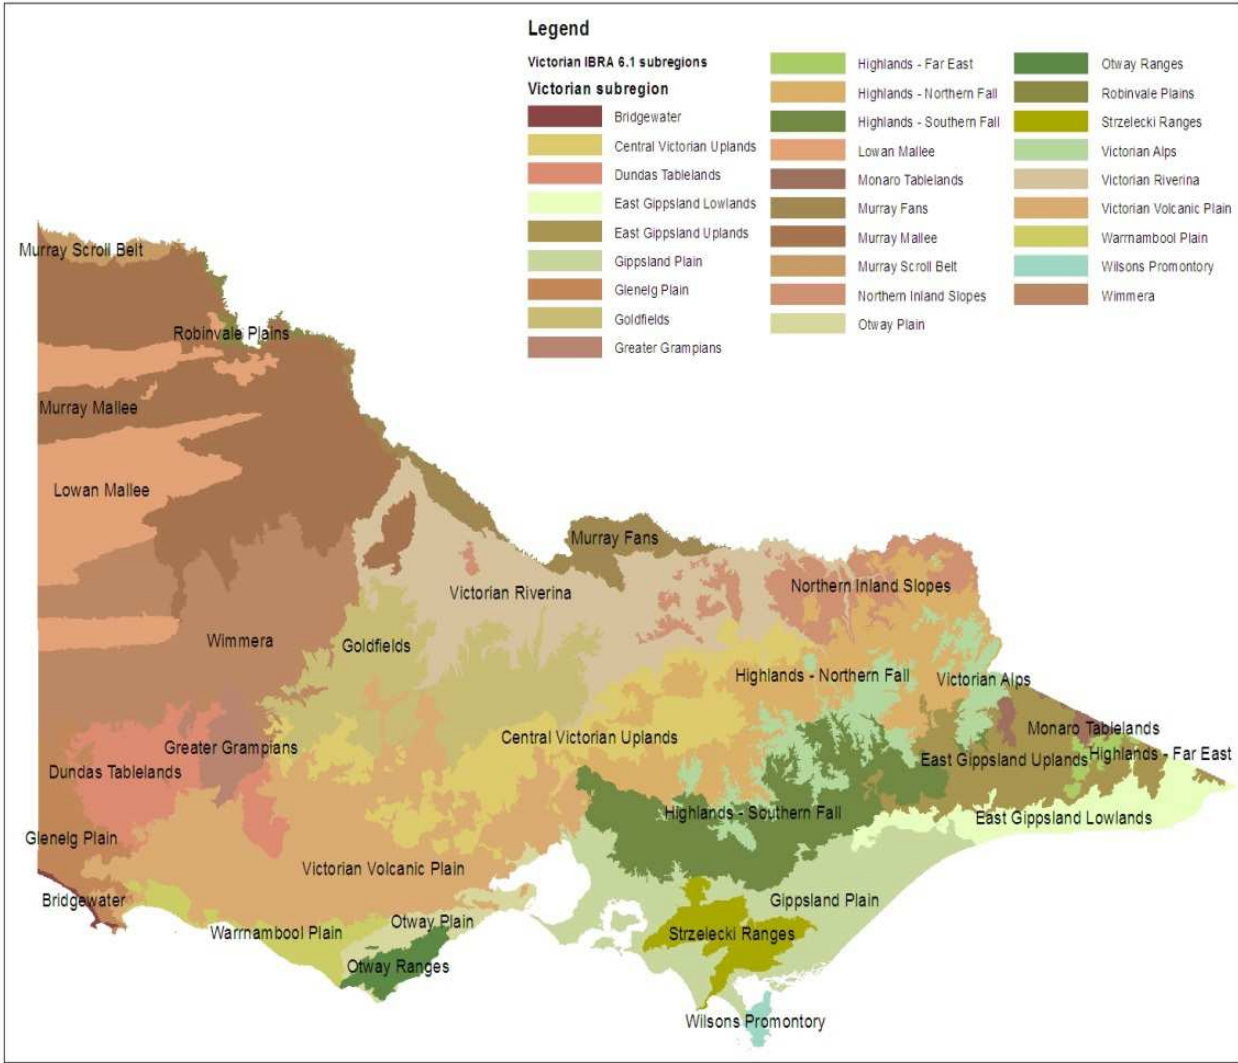 Legend
Victorian IBRA 6.1 subregions
Victorian subregion
Bridgewater
Central Victorian Uplands
Dundas Tablelands
East Gippsland Lowlands
East Gippsland Uplands
Gippsland Plain
Glenelg Plain
Goldfields
Greater Grampians
Highlands - Far East
Highlands - Northern Fall
Highlands - Southern Fall
Lowan Mallee
Monaro Tablelands
Murray Fans
Murray Mallee
Murray Scroll Belt
Northern Inland Slopes
Otway Plain
Otway Ranges
Robinvale Plains
Strzelecki Ranges
Victorian Alps
Victorian Riverina
Victorian Volcanic Plain
Warrnambool Plain
Wilsons Promontory
Wimmera
Murray Scroll Belt
Robinvale Plains
Murray Mallee
Lowan Mallee
Murray Fans
Northern Inland Slopes
Victorian Riverina
Wimmera
Goldfields
Highlands - Northern Fall
Victorian Alps
Monaro Tablelands
Central Victorian Uplands
Greater Grampians
Highlands - Far East
East Gippsland Uplands
Dundas Tablelands
Highlands - Southern Fall
East Gippsland Lowlands
Glenelg Plain
Victorian Volcanic Plain
Bridgewater
Gippsland Plain
Otway Plain
Warrnambool Plain
Strzelecki Ranges
Otway Ranges
Wilsons Promontory